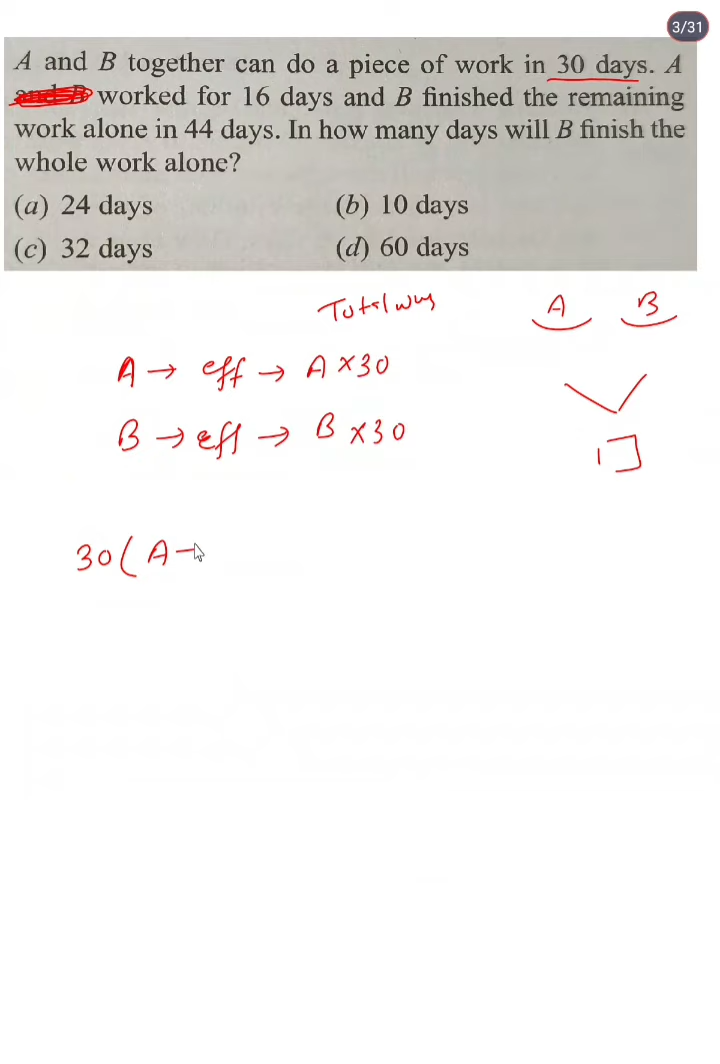 3/31
A and B together can do a piece of work in 30 days. A
worked for 16 days and B finished the remaining
work alone in 44 days. In how many days will B finish the
whole work alone?
(a) 24 days (b) 10 days
(c) 32 days (d) 60 days
Total A B
A → eff → A × 30
B → eff → B × 30
30 ( A